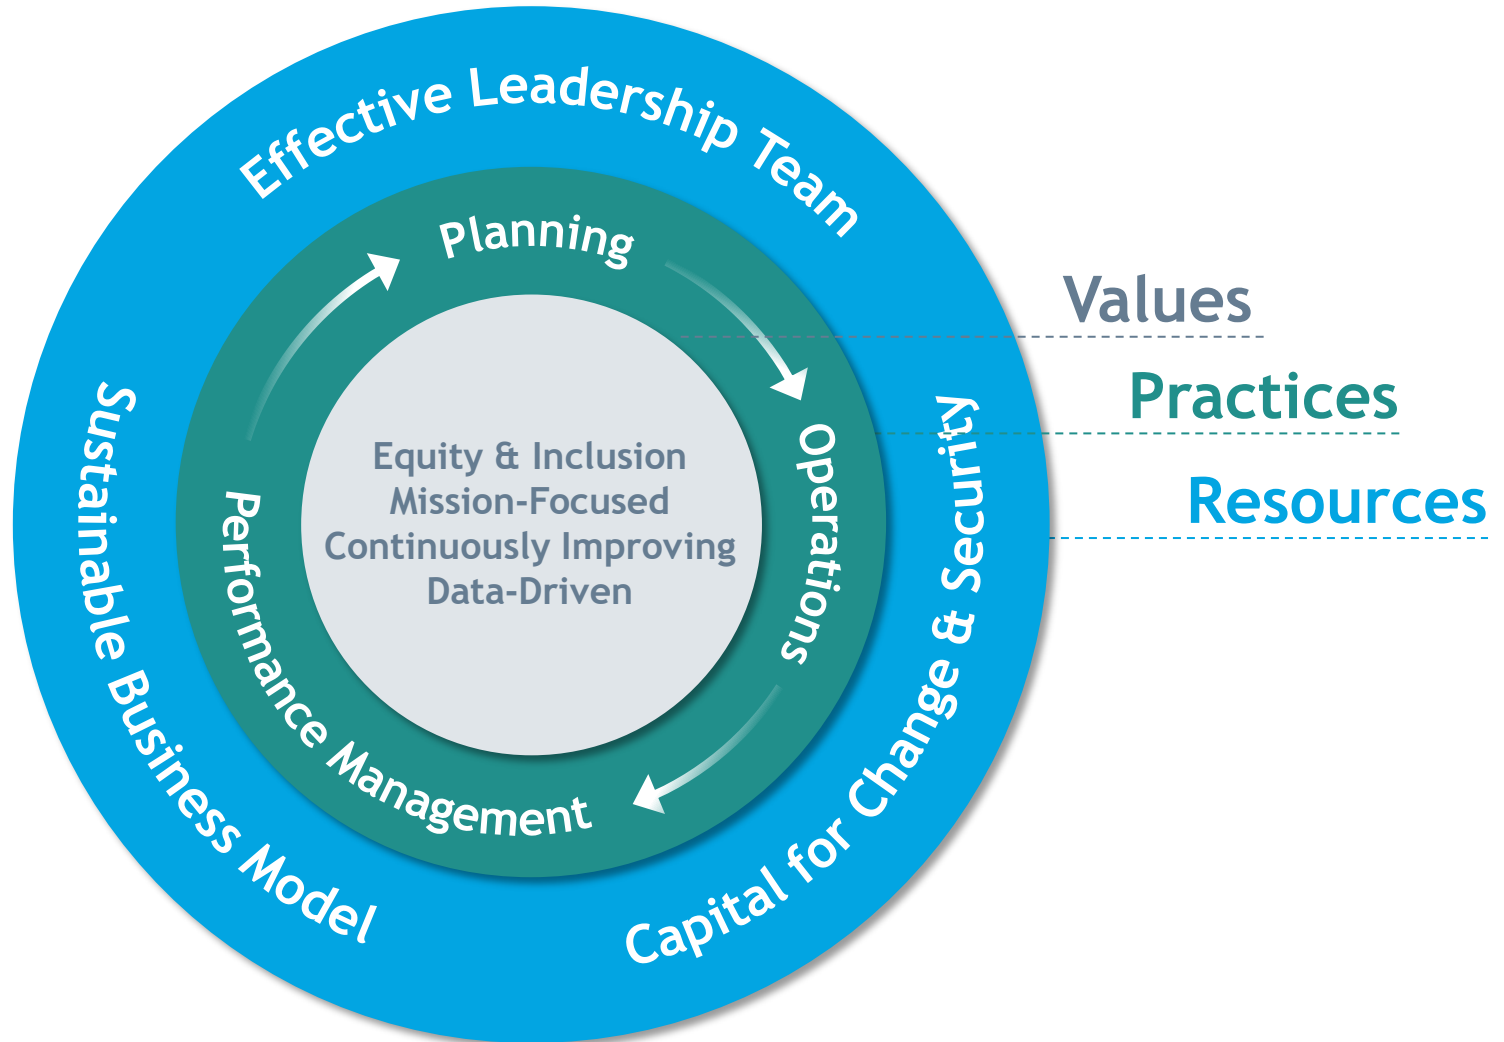 Effective Leadership Team
Planning
Values
Practices
Resources
Operations
Capital for Change & Security
Equity & Inclusion
Mission-Focused
Continuously Improving
Data-Driven
Performance Management
Sustainable Business Model